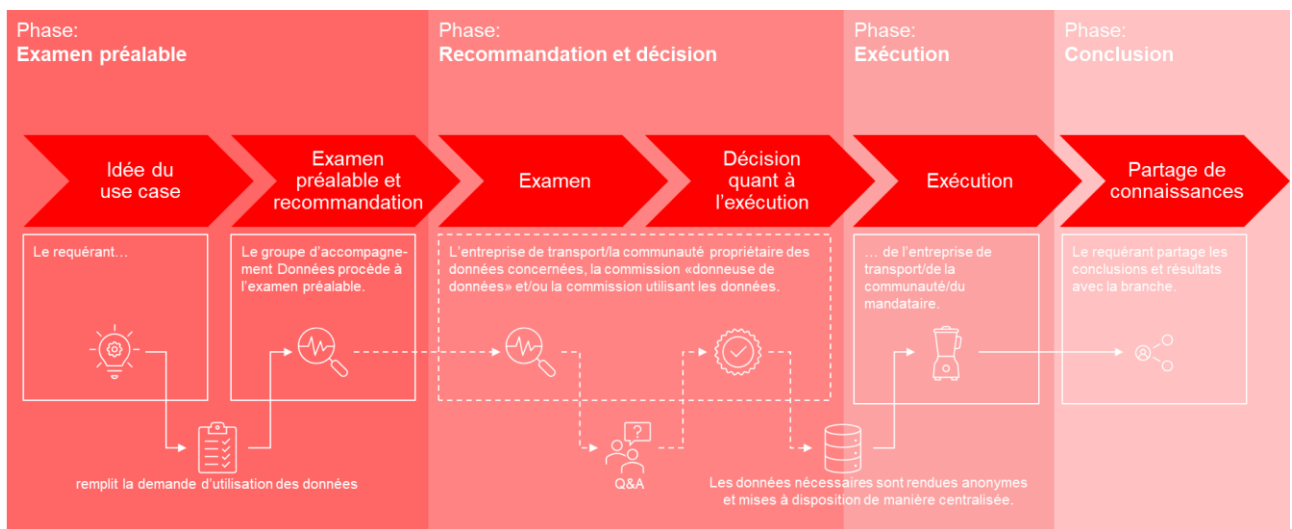 Phase:
Examen préalable
Phase:
Recommandation et décision
Phase:
Exécution
Phase:
Conclusion
Idée du
use case
Examen
préalable et
recommandation
Examen
Décision
quant à
l'exécution
Exécution
Partage de
connaissances
Le requérant…
Le groupe d'accompagne-
ment Données procède à
l'examen préalable.
L'entreprise de transport/la communauté propriétaire des
données concernées, la commission «donneuse de
données» et/ou la commission utilisant les données.
… de l'entreprise de
transport/de la
communauté/du
mandataire.
Le requérant partage les
conclusions et résultats
avec la branche.
?
remplit la demande d'utilisation des données
Q&A
Les données nécessaires sont rendues anonymes
et mises à disposition de manière centralisée.